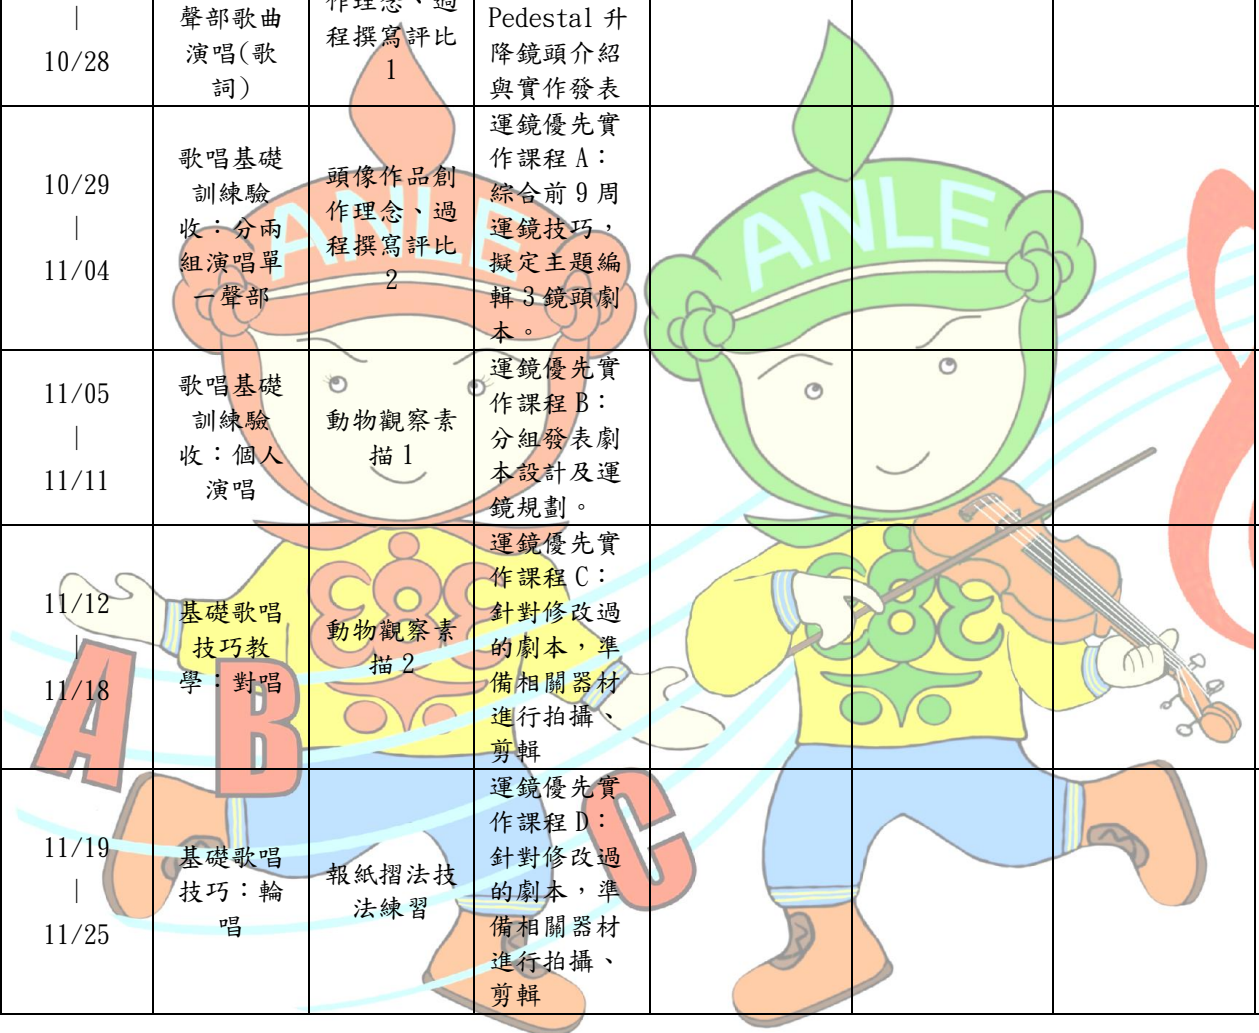 |
10/28
聲部歌曲
演唱(歌
詞)
作理念、過
程撰寫評比
1
Pedestal 升
降鏡頭介紹
與實作發表
10/29
|
11/04
歌唱基礎
訓練驗
收：分兩
組演唱單
一聲部
頭像作品創
作理念、過
程撰寫評比
2
運鏡優先實
作課程 A：
綜合前 9 周
運鏡技巧，
擬定主題編
輯 3 鏡頭劇
本。
11/05
|
11/11
歌唱基礎
訓練驗
收：個人
演唱
動物觀察素
描 1
運鏡優先實
作課程 B：
分組發表劇
本設計及運
鏡規劃。
11/12
|
11/18
基礎歌唱
技巧教
學：對唱
動物觀察素
描 2
運鏡優先實
作課程 C：
針對修改過
的劇本，準
備相關器材
進行拍攝、
剪輯
11/19
|
11/25
基礎歌唱
技巧：輪
唱
報紙摺法技
法練習
運鏡優先實
作課程 D：
針對修改過
的劇本，準
備相關器材
進行拍攝、
剪輯
ANLE
ANLE
A B C